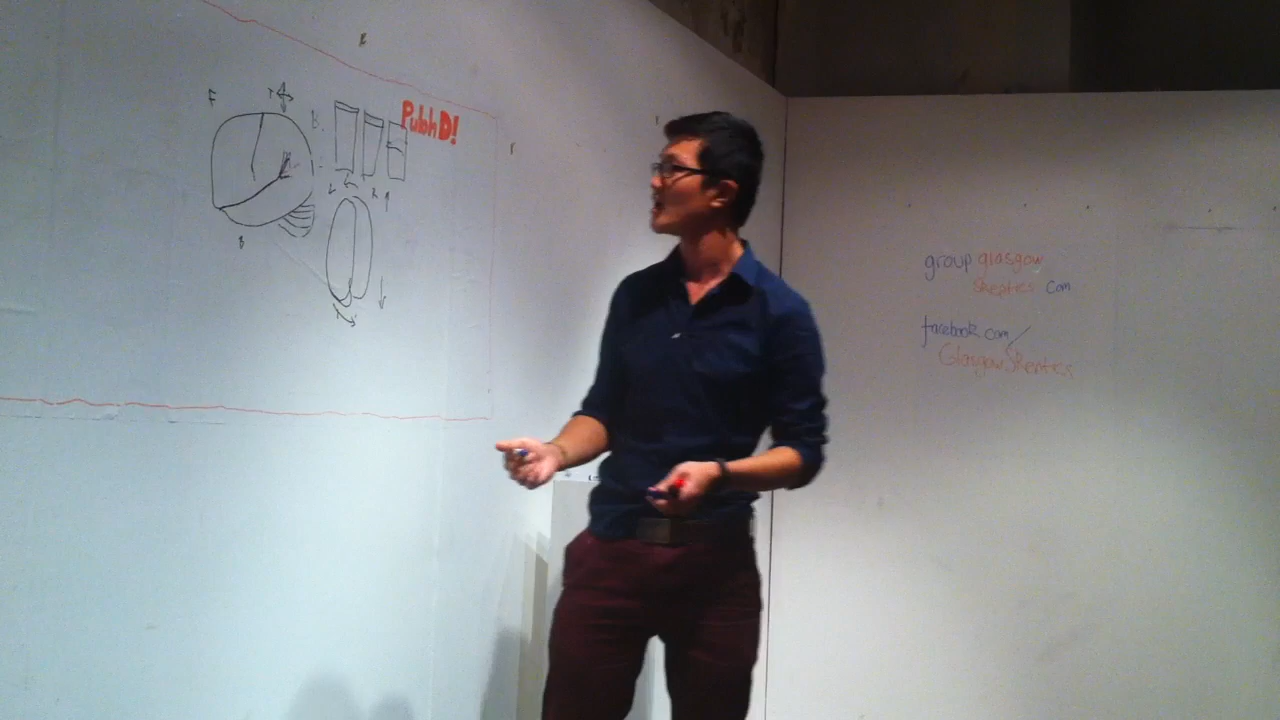 F
B
PubhD!
B
group glasgow
skeptics com
facebook.com/
GlasgowSkeptics